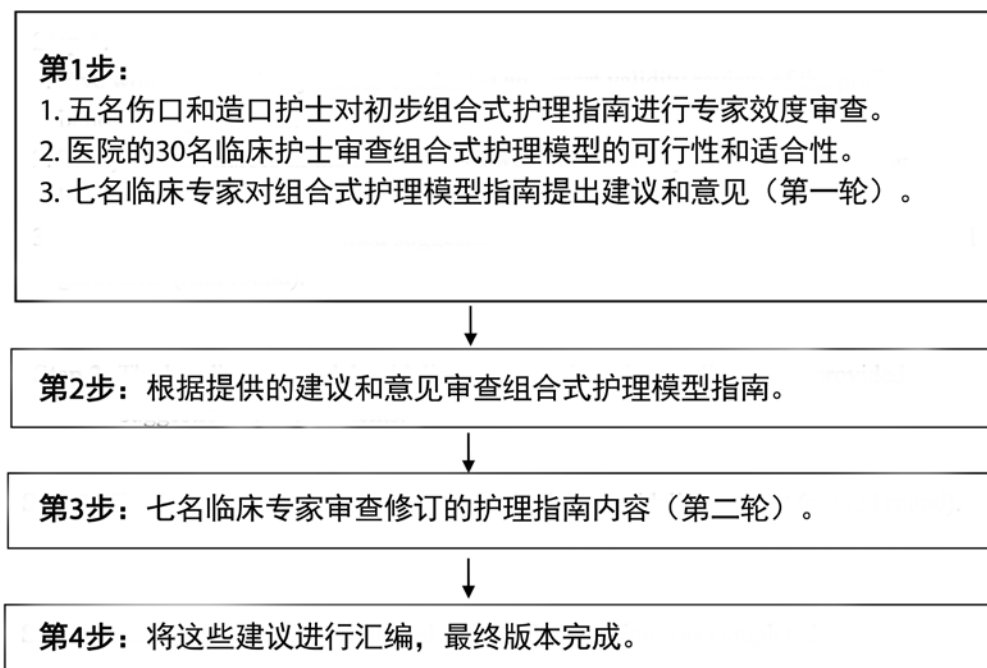 第1步：
1. 五名伤口和造口护士对初步组合式护理指南进行专家效度审查。
2. 医院的30名临床护士审查组合式护理模型的可行性和适合性。
3. 七名临床专家对组合式护理模型指南提出建议和意见（第一轮）。
第2步：根据提供的建议和意见审查组合式护理模型指南。
第3步：七名临床专家审查修订的护理指南内容（第二轮）。
第4步：将这些建议进行汇编，最终版本完成。